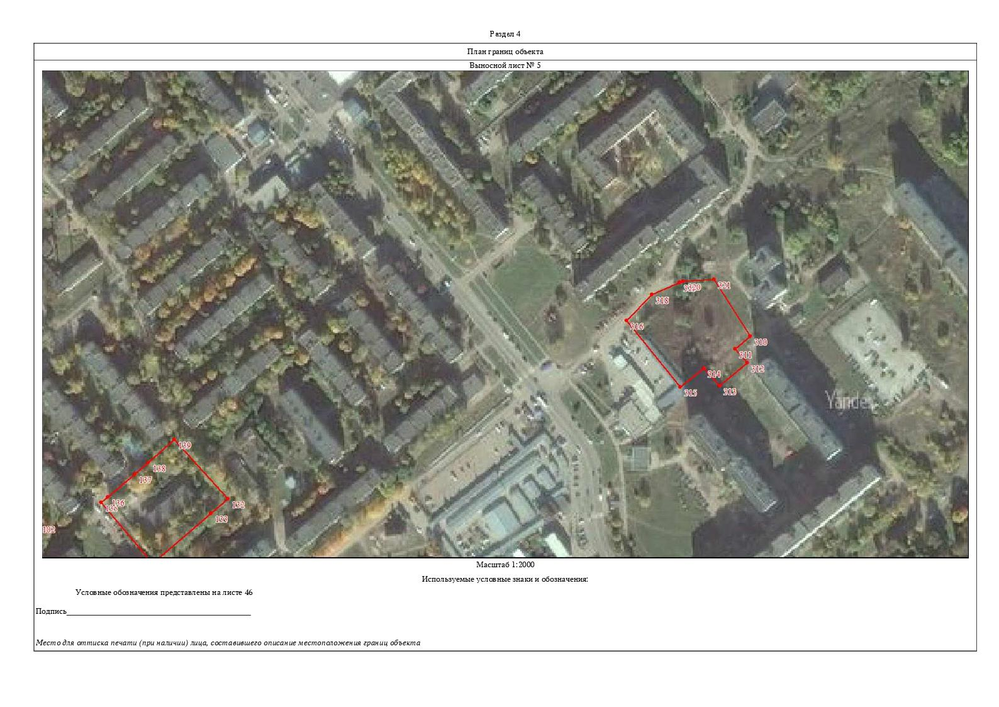 Раздел 4
План границ объекта
Выносной лист № 5
321
320
318
316
310
311
312
314
313
315
Yandex
139
138
137
136
132
133
102
Масштаб 1:2000
Используемые условные знаки и обозначения:
Условные обозначения представлены на листе 46
Подпись
Место для оттиска печати (при наличии) лица, составившего описание местоположения границ объекта